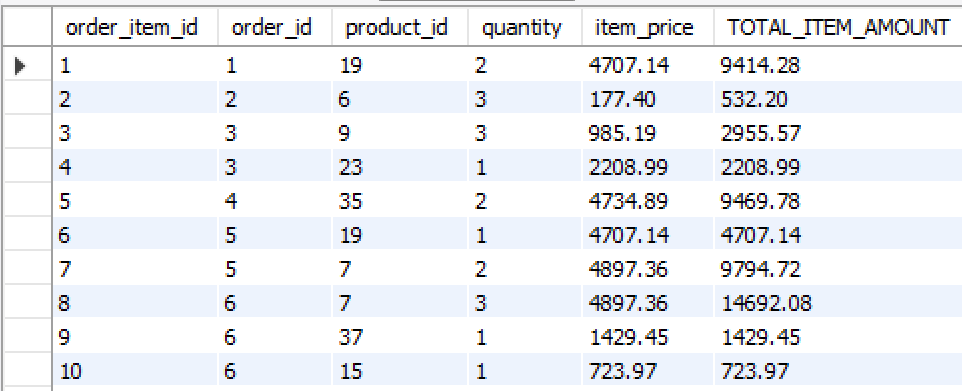 order_item_id order_id product_id quantity item_price TOTAL_ITEM_AMOUNT
1 1 19 2 4707.14 9414.28
2 2 6 3 177.40 532.20
3 3 9 3 985.19 2955.57
4 3 23 1 2208.99 2208.99
5 4 35 2 4734.89 9469.78
6 5 19 1 4707.14 4707.14
7 5 7 2 4897.36 9794.72
8 6 7 3 4897.36 14692.08
9 6 37 1 1429.45 1429.45
10 6 15 1 723.97 723.97